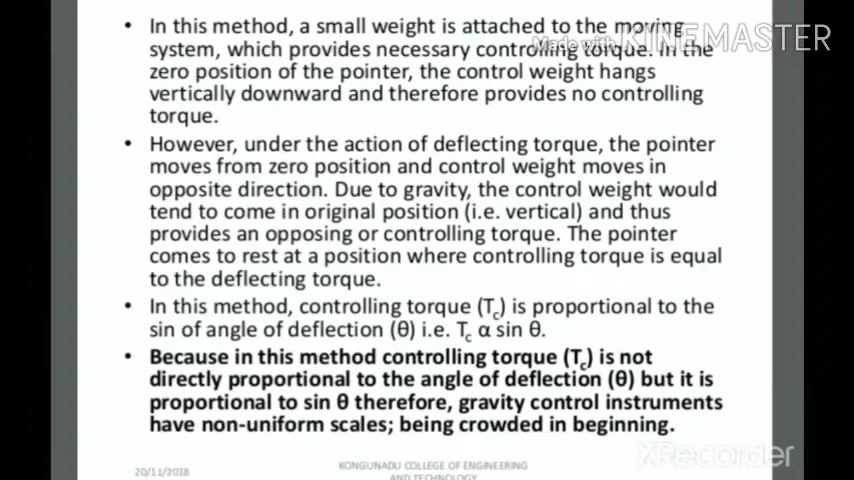 • In this method, a small weight is attached to the moving
system, which provides necessary controlling torque. In the
Made with KINEMASTER
zero position of the pointer, the control weight hangs
vertically downward and therefore provides no controlling
torque.
• However, under the action of deflecting torque, the pointer
moves from zero position and control weight moves in
opposite direction. Due to gravity, the control weight would
tend to come in original position (i.e. vertical) and thus
provides an opposing or controlling torque. The pointer
comes to rest at a position where controlling torque is equal
to the deflecting torque.
• In this method, controlling torque (Tc) is proportional to the
sin of angle of deflection (θ) i.e. Tc α sin θ.
• Because in this method controlling torque (Tc) is not
directly proportional to the angle of deflection (θ) but it is
proportional to sin θ therefore, gravity control instruments
have non-uniform scales; being crowded in beginning.
XRecorder
20/11/2018
KONGUNADU COLLEGE OF ENGINEERING
AND TECHNOLOGY